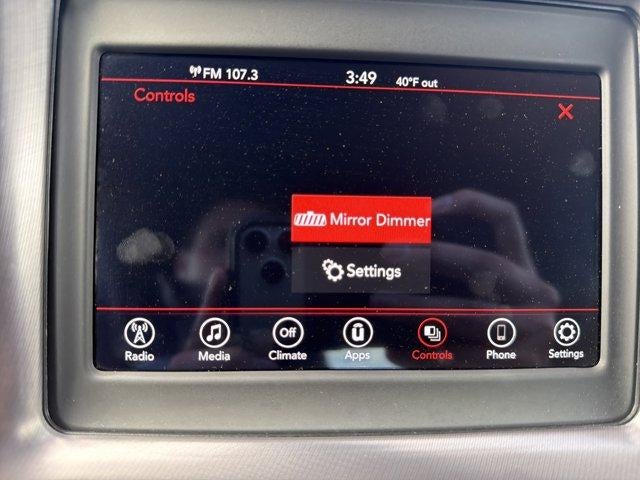 FM 107.3 3:49 40°F out
Controls
Mirror Dimmer
Settings
Off
Radio Media Climate Apps Controls Phone Settings